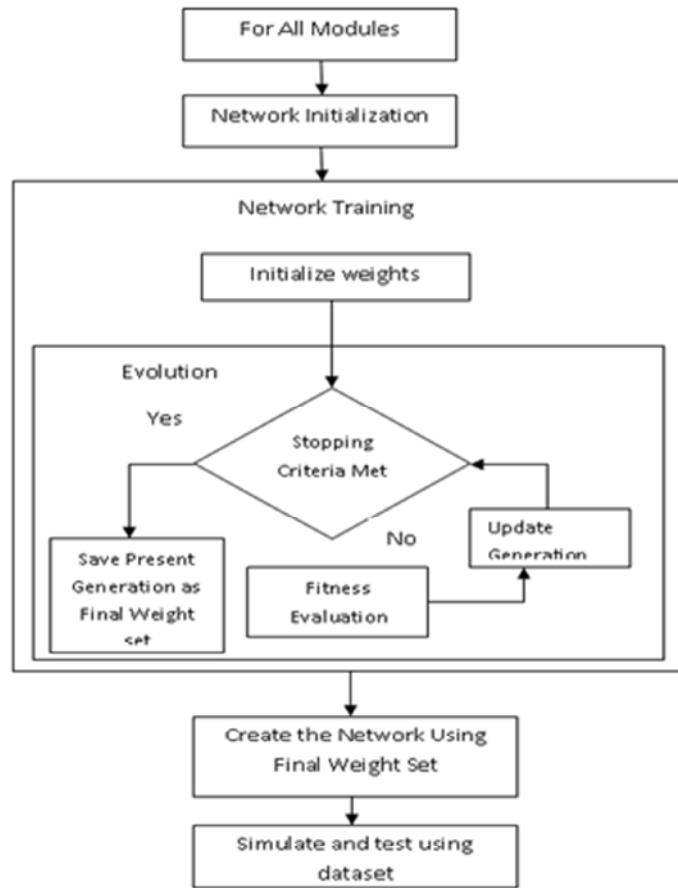 For All Modules
Network Initialization
Network Training
Initialize weights
Evolution
Yes
Stopping
Criteria Met
No
Update
Generation
Save Present
Generation as
Final Weight
set
Fitness
Evaluation
Create the Network Using
Final Weight Set
Simulate and test using
dataset